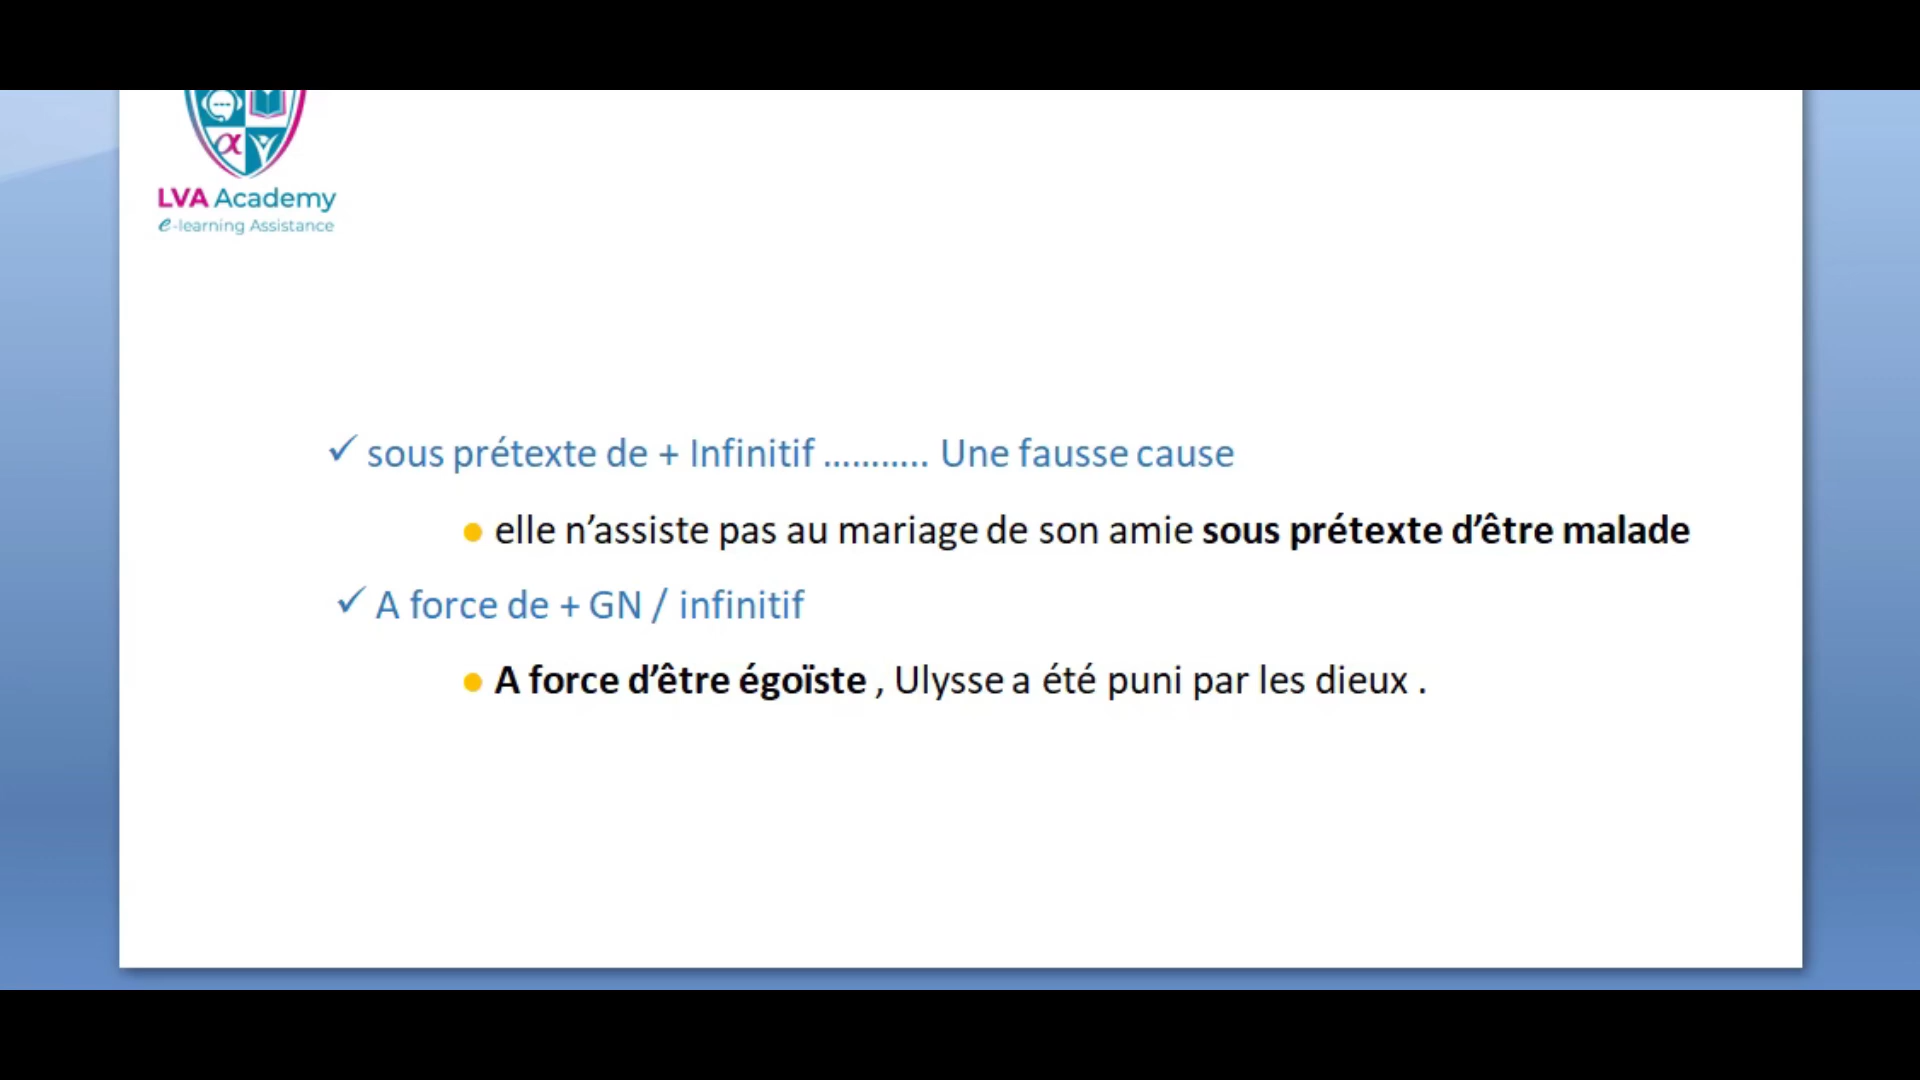 α
LVA Academy
e-learning Assistance
✓ sous prétexte de + Infinitif ........... Une fausse cause
● elle n’assiste pas au mariage de son amie sous prétexte d’être malade
✓ A force de + GN / infinitif
● A force d’être égoïste , Ulysse a été puni par les dieux .